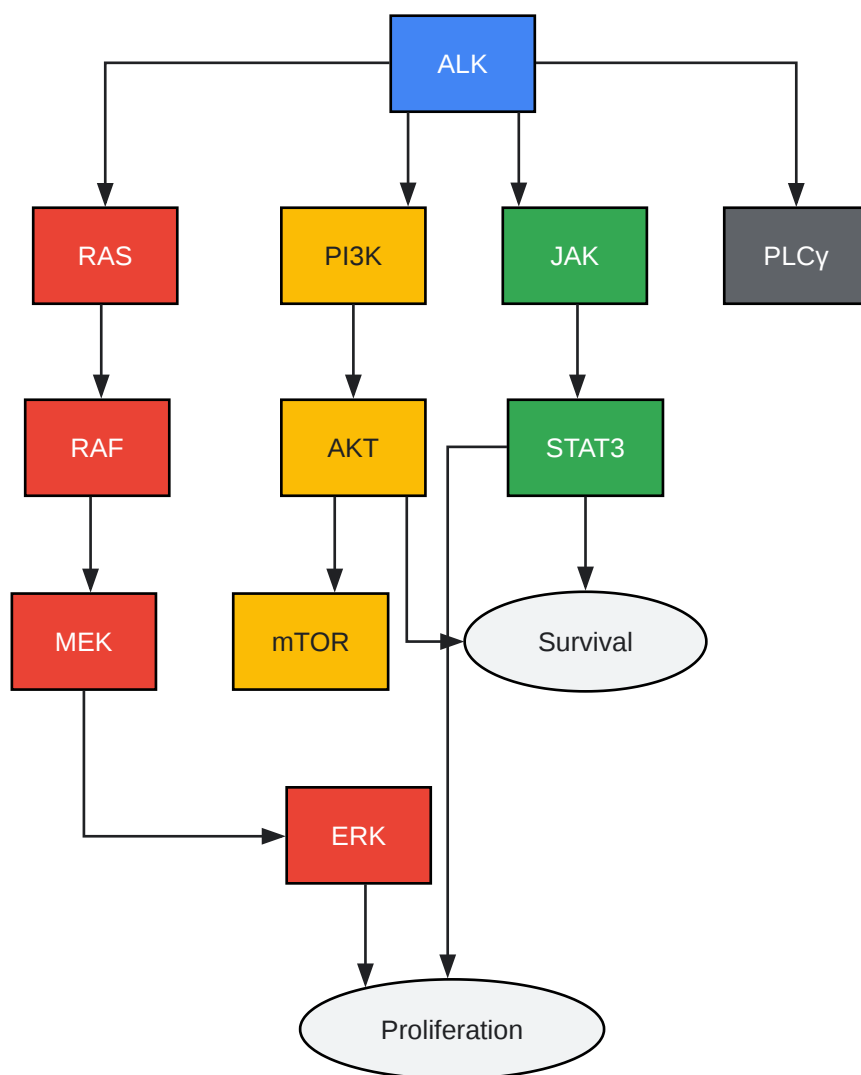 ALK
RAS
PI3K
JAK
PLCγ
RAF
AKT
STAT3
MEK
mTOR
Survival
ERK
Proliferation